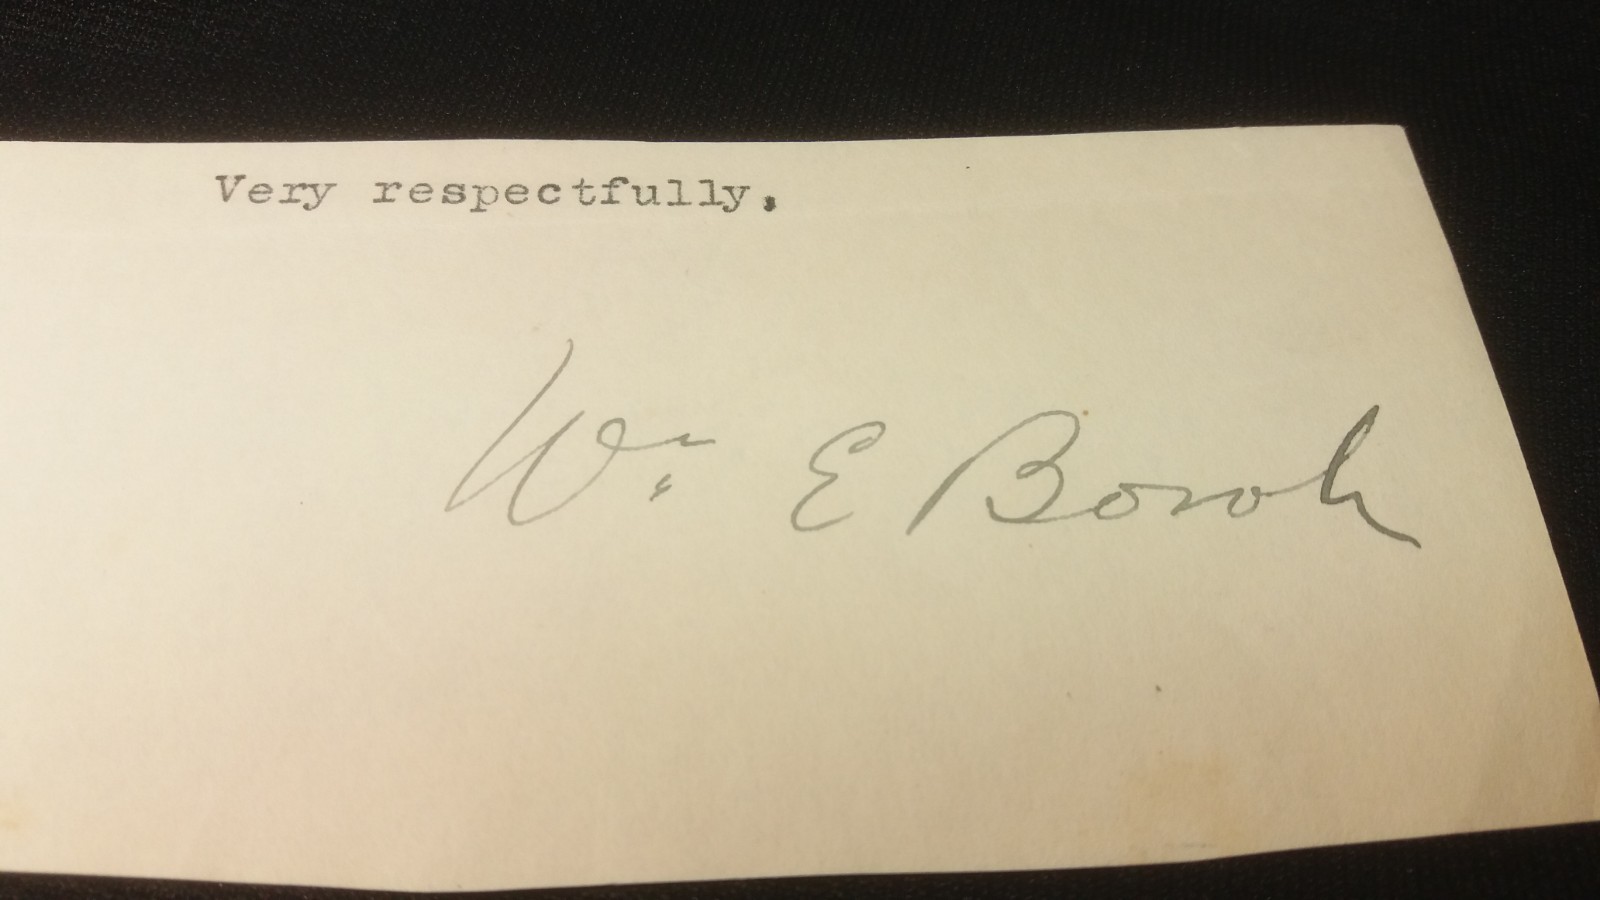 Very respectfully,
Wm. E Borah